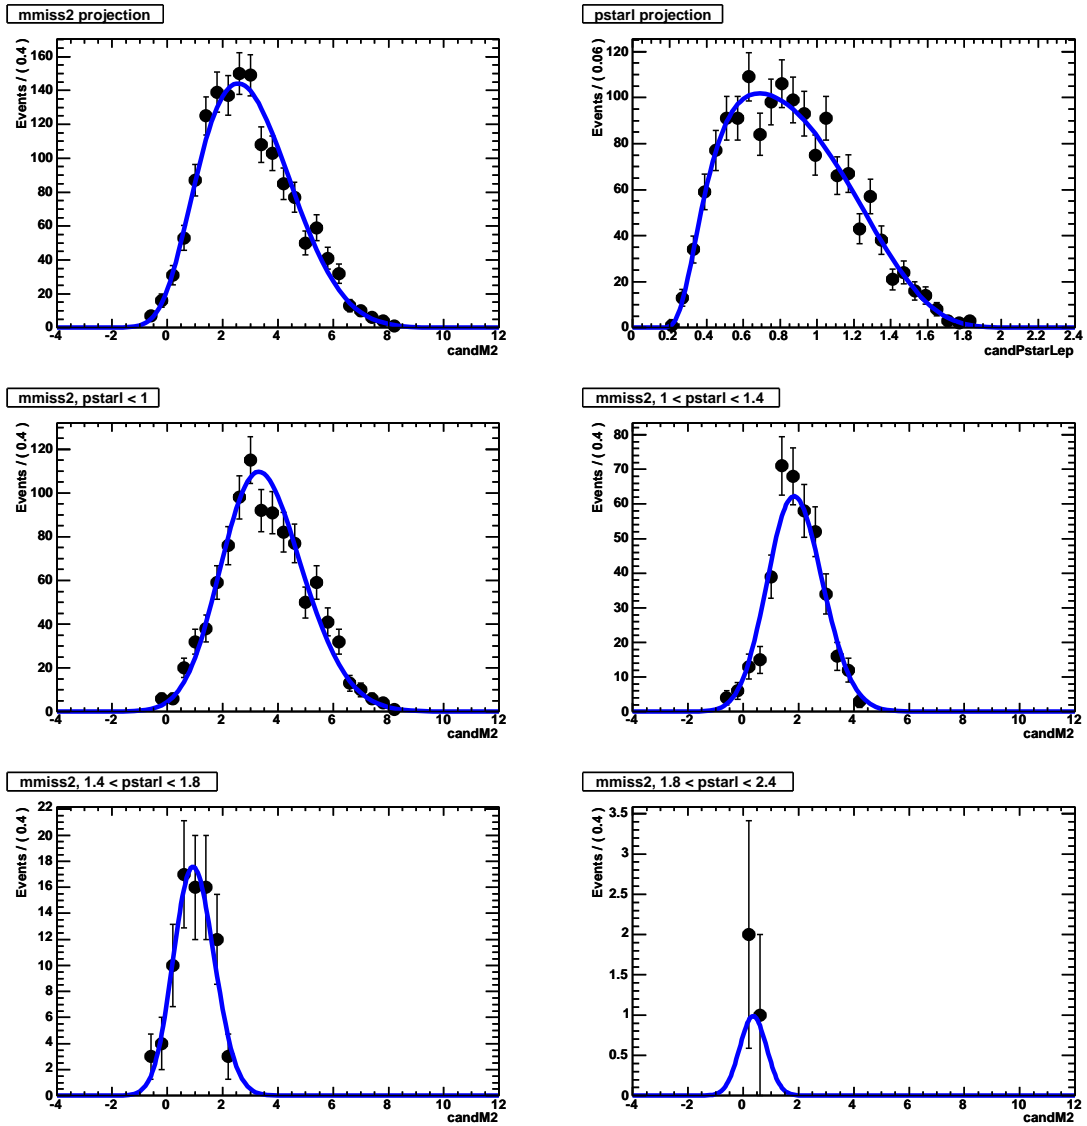 mmiss2 projection
Events / ( 0.4 )
160
140
120
100
80
60
40
20
0
-4 -2 0 2 4 6 8 10 12
candM2
pstarl projection
Events / ( 0.06 )
120
100
80
60
40
20
0
0 0.2 0.4 0.6 0.8 1 1.2 1.4 1.6 1.8 2 2.2 2.4
candPstarLep
mmiss2, pstarl < 1
Events / ( 0.4 )
120
100
80
60
40
20
0
-4 -2 0 2 4 6 8 10 12
candM2
mmiss2, 1 < pstarl < 1.4
Events / ( 0.4 )
80
70
60
50
40
30
20
10
0
-4 -2 0 2 4 6 8 10 12
candM2
mmiss2, 1.4 < pstarl < 1.8
Events / ( 0.4 )
22
20
18
16
14
12
10
8
6
4
2
0
-4 -2 0 2 4 6 8 10 12
candM2
mmiss2, 1.8 < pstarl < 2.4
Events / ( 0.4 )
3.5
3
2.5
2
1.5
1
0.5
0
-4 -2 0 2 4 6 8 10 12
candM2